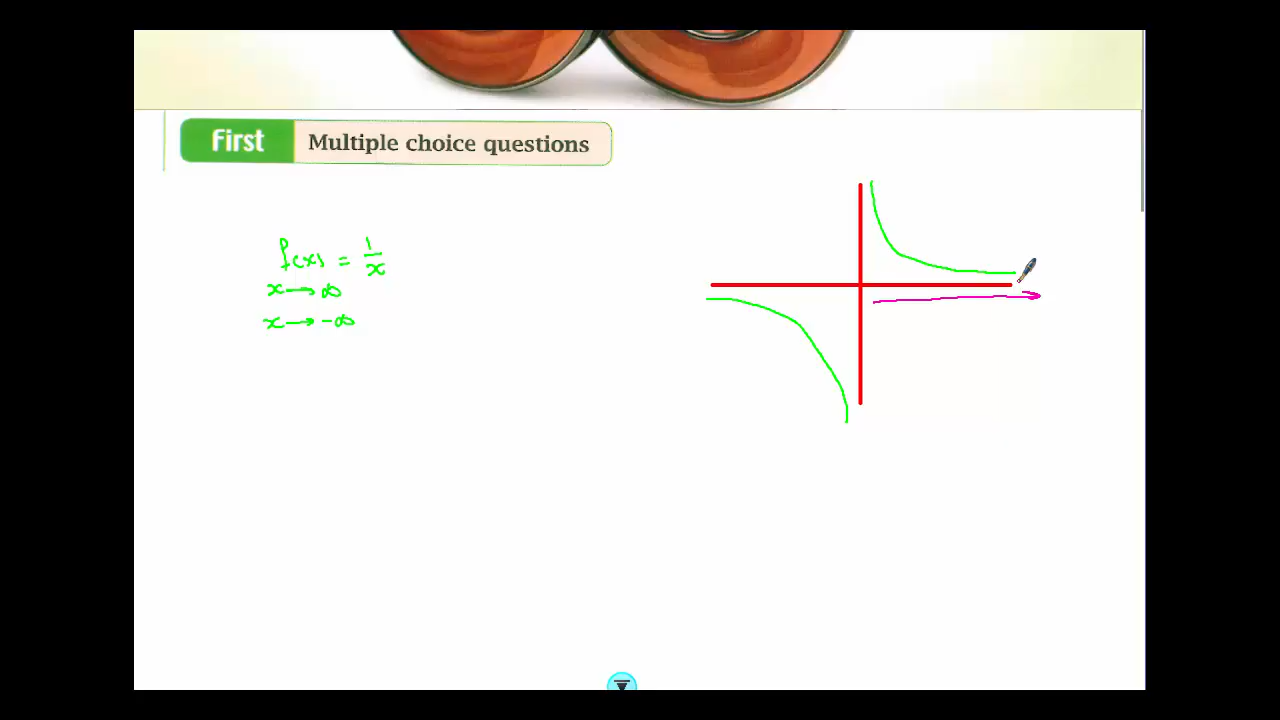 First Multiple choice questions
f(x) = 1/x
x → ∞
x → -∞